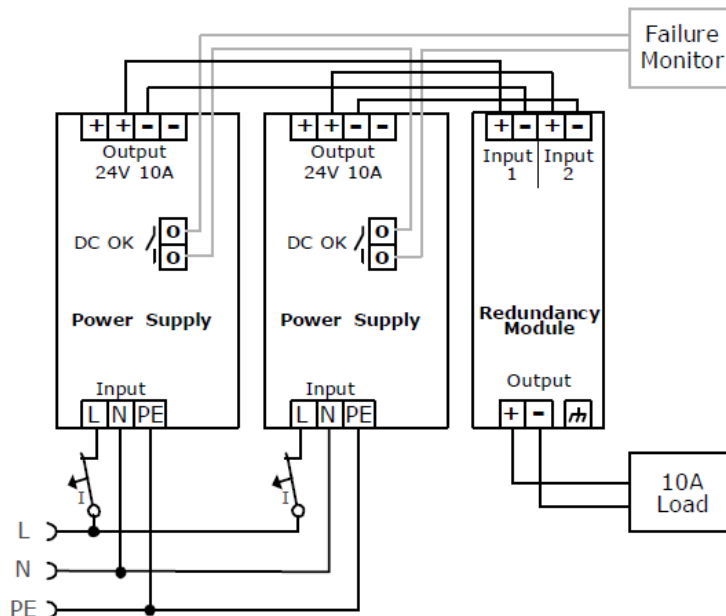 Failure
Monitor
+ + - -
Output
24V 10A
DC OK
o
o
Power Supply
Input
L N PE
I
+ + - -
Output
24V 10A
DC OK
o
o
Power Supply
Input
L N PE
I
+ - + -
Input
1
Input
2
Redundancy
Module
Output
+ -
10A
Load
L
N
PE